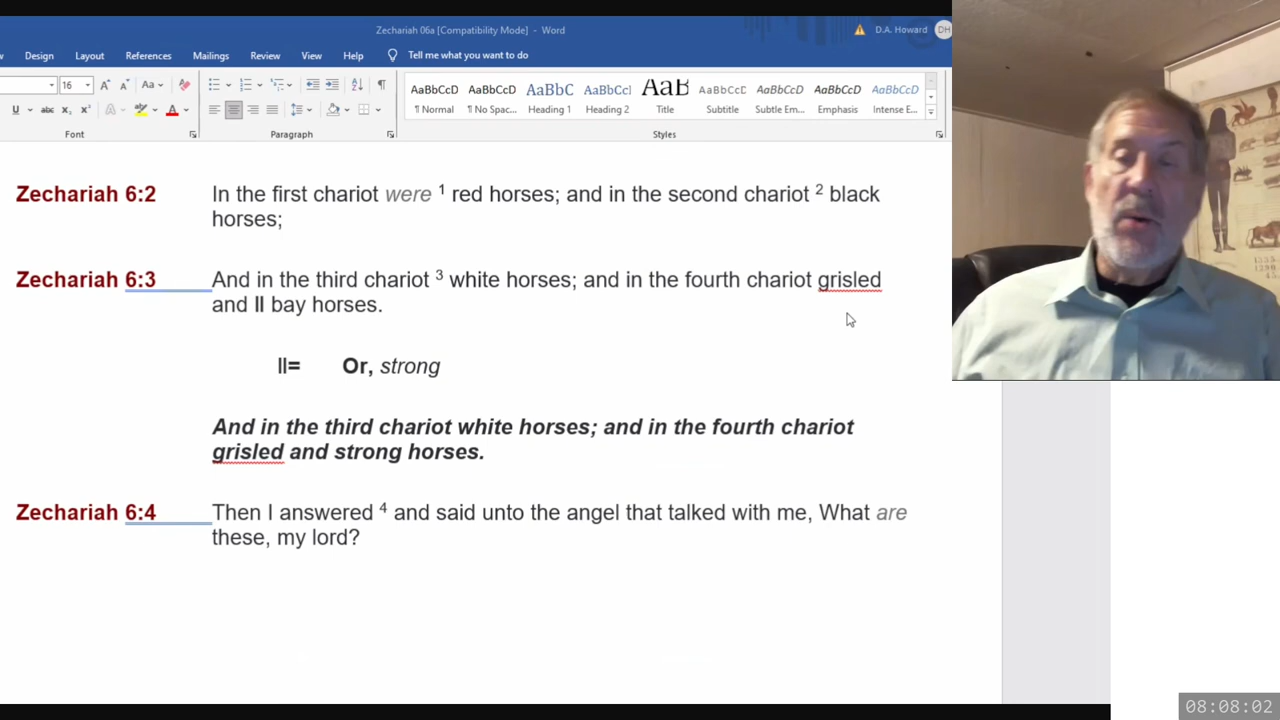 Zechariah 06a [Compatibility Mode] - Word
D.A. Howard
DH
Design Layout References Mailings Review View Help Tell me what you want to do
16
Aa
AaBbCcD AaBbCcD AaBbC AaBbCcl AaB AaBbCcD AaBbCcD AaBbCcD AaBbCcD
¶ Normal ¶ No Spac... Heading 1 Heading 2 Title Subtitle Subtle Em... Emphasis Intense E...
Font Paragraph Styles
Zechariah 6:2 In the first chariot were 1 red horses; and in the second chariot 2 black
horses;
Zechariah 6:3 And in the third chariot 3 white horses; and in the fourth chariot grisled
and ll bay horses.
ll= Or, strong
And in the third chariot white horses; and in the fourth chariot
grisled and strong horses.
Zechariah 6:4 Then I answered 4 and said unto the angel that talked with me, What are
these, my lord?
08:08:02